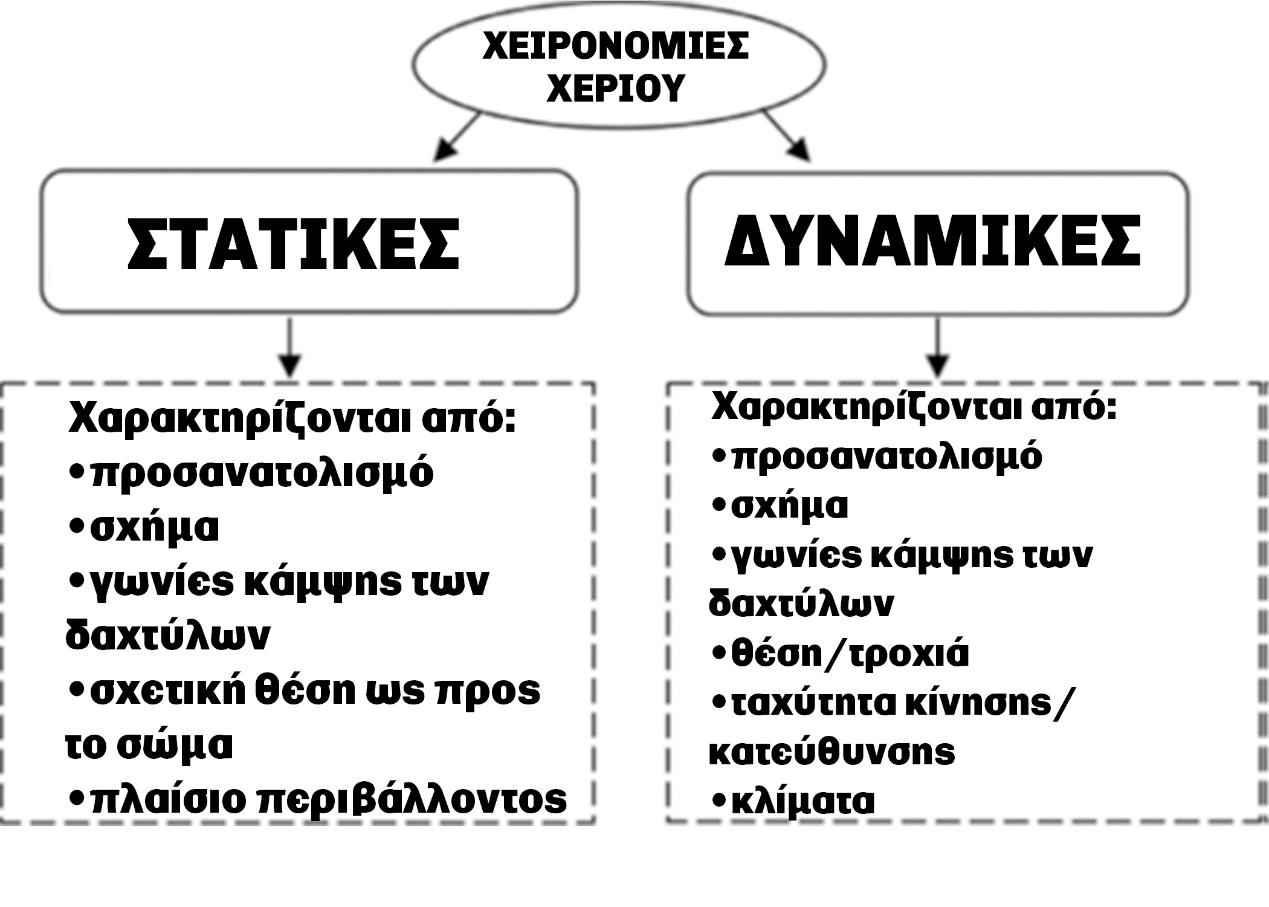 ΧΕΙΡΟΝΟΜΙΕΣ
ΧΕΡΙΟΥ
ΣΤΑΤΙΚΕΣ
ΔΥΝΑΜΙΚΕΣ
Χαρακτηρίζονται από:
•προσανατολισμό
•σχήμα
•γωνίες κάμψης των
δαχτύλων
•σχετική θέση ως προς
το σώμα
•πλαίσιο περιβάλλοντος
Χαρακτηρίζονται από:
•προσανατολισμό
•σχήμα
•γωνίες κάμψης των
δαχτύλων
•θέση/τροχιά
•ταχύτητα κίνησης/
κατεύθυνσης
•κλίματα